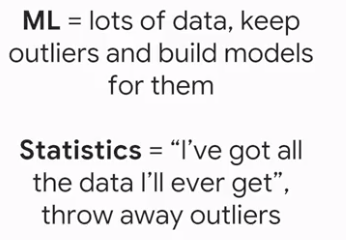 ML = lots of data, keep
outliers and build models
for them
Statistics = “I’ve got all
the data I’ll ever get”,
throw away outliers